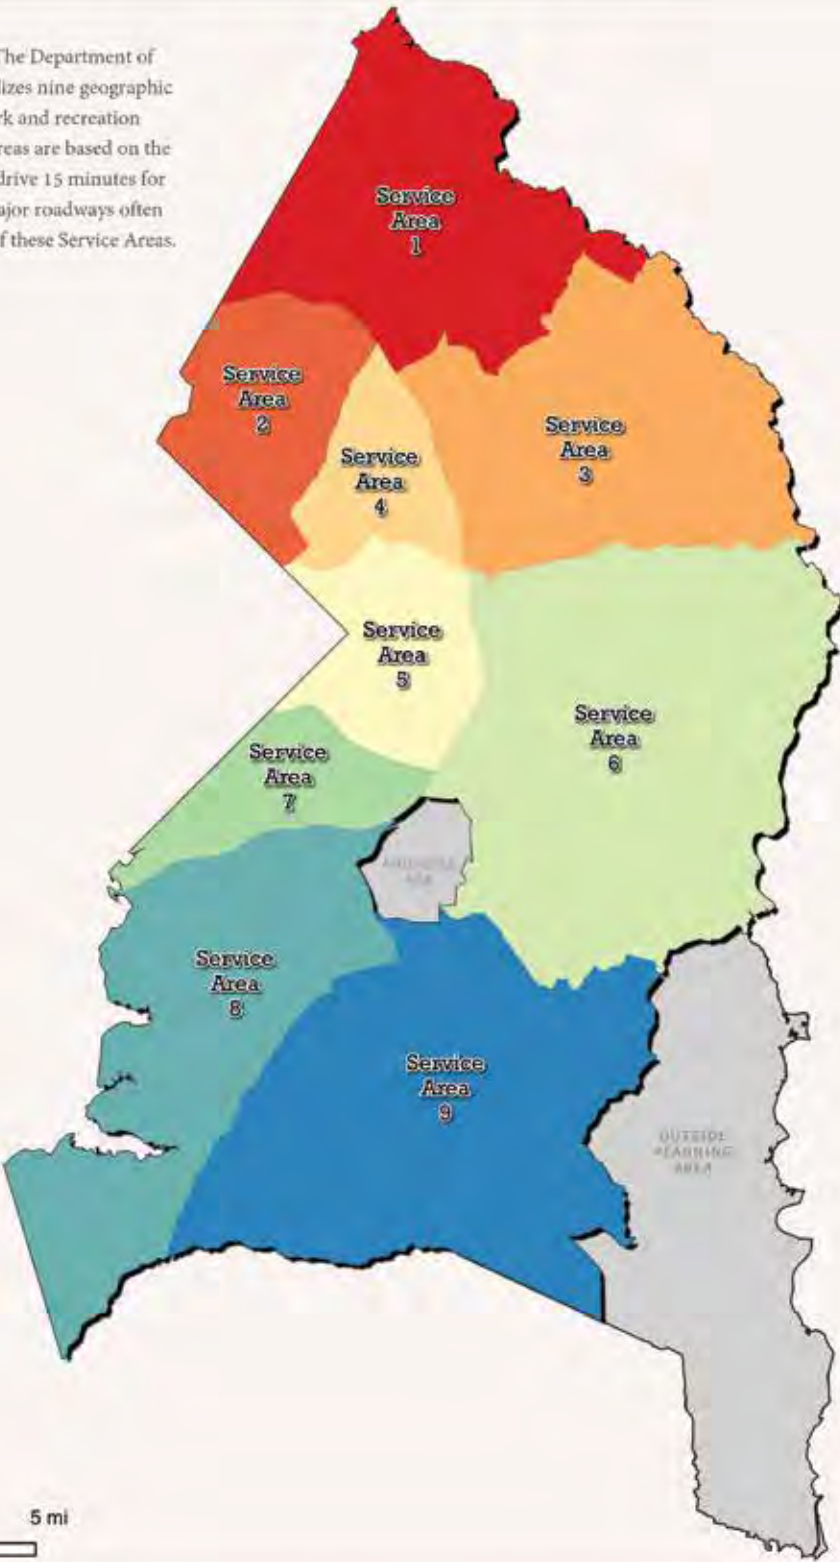 The Department of
lizes nine geographic
rk and recreation
reas are based on the
drive 15 minutes for
ajor roadways often
f these Service Areas.
Service
Area
1
Service
Area
2
Service
Area
3
Service
Area
4
Service
Area
5
Service
Area
6
Service
Area
7
Service
Area
8
Service
Area
9
OUTSIDE
PLANNING
AREA
5 mi